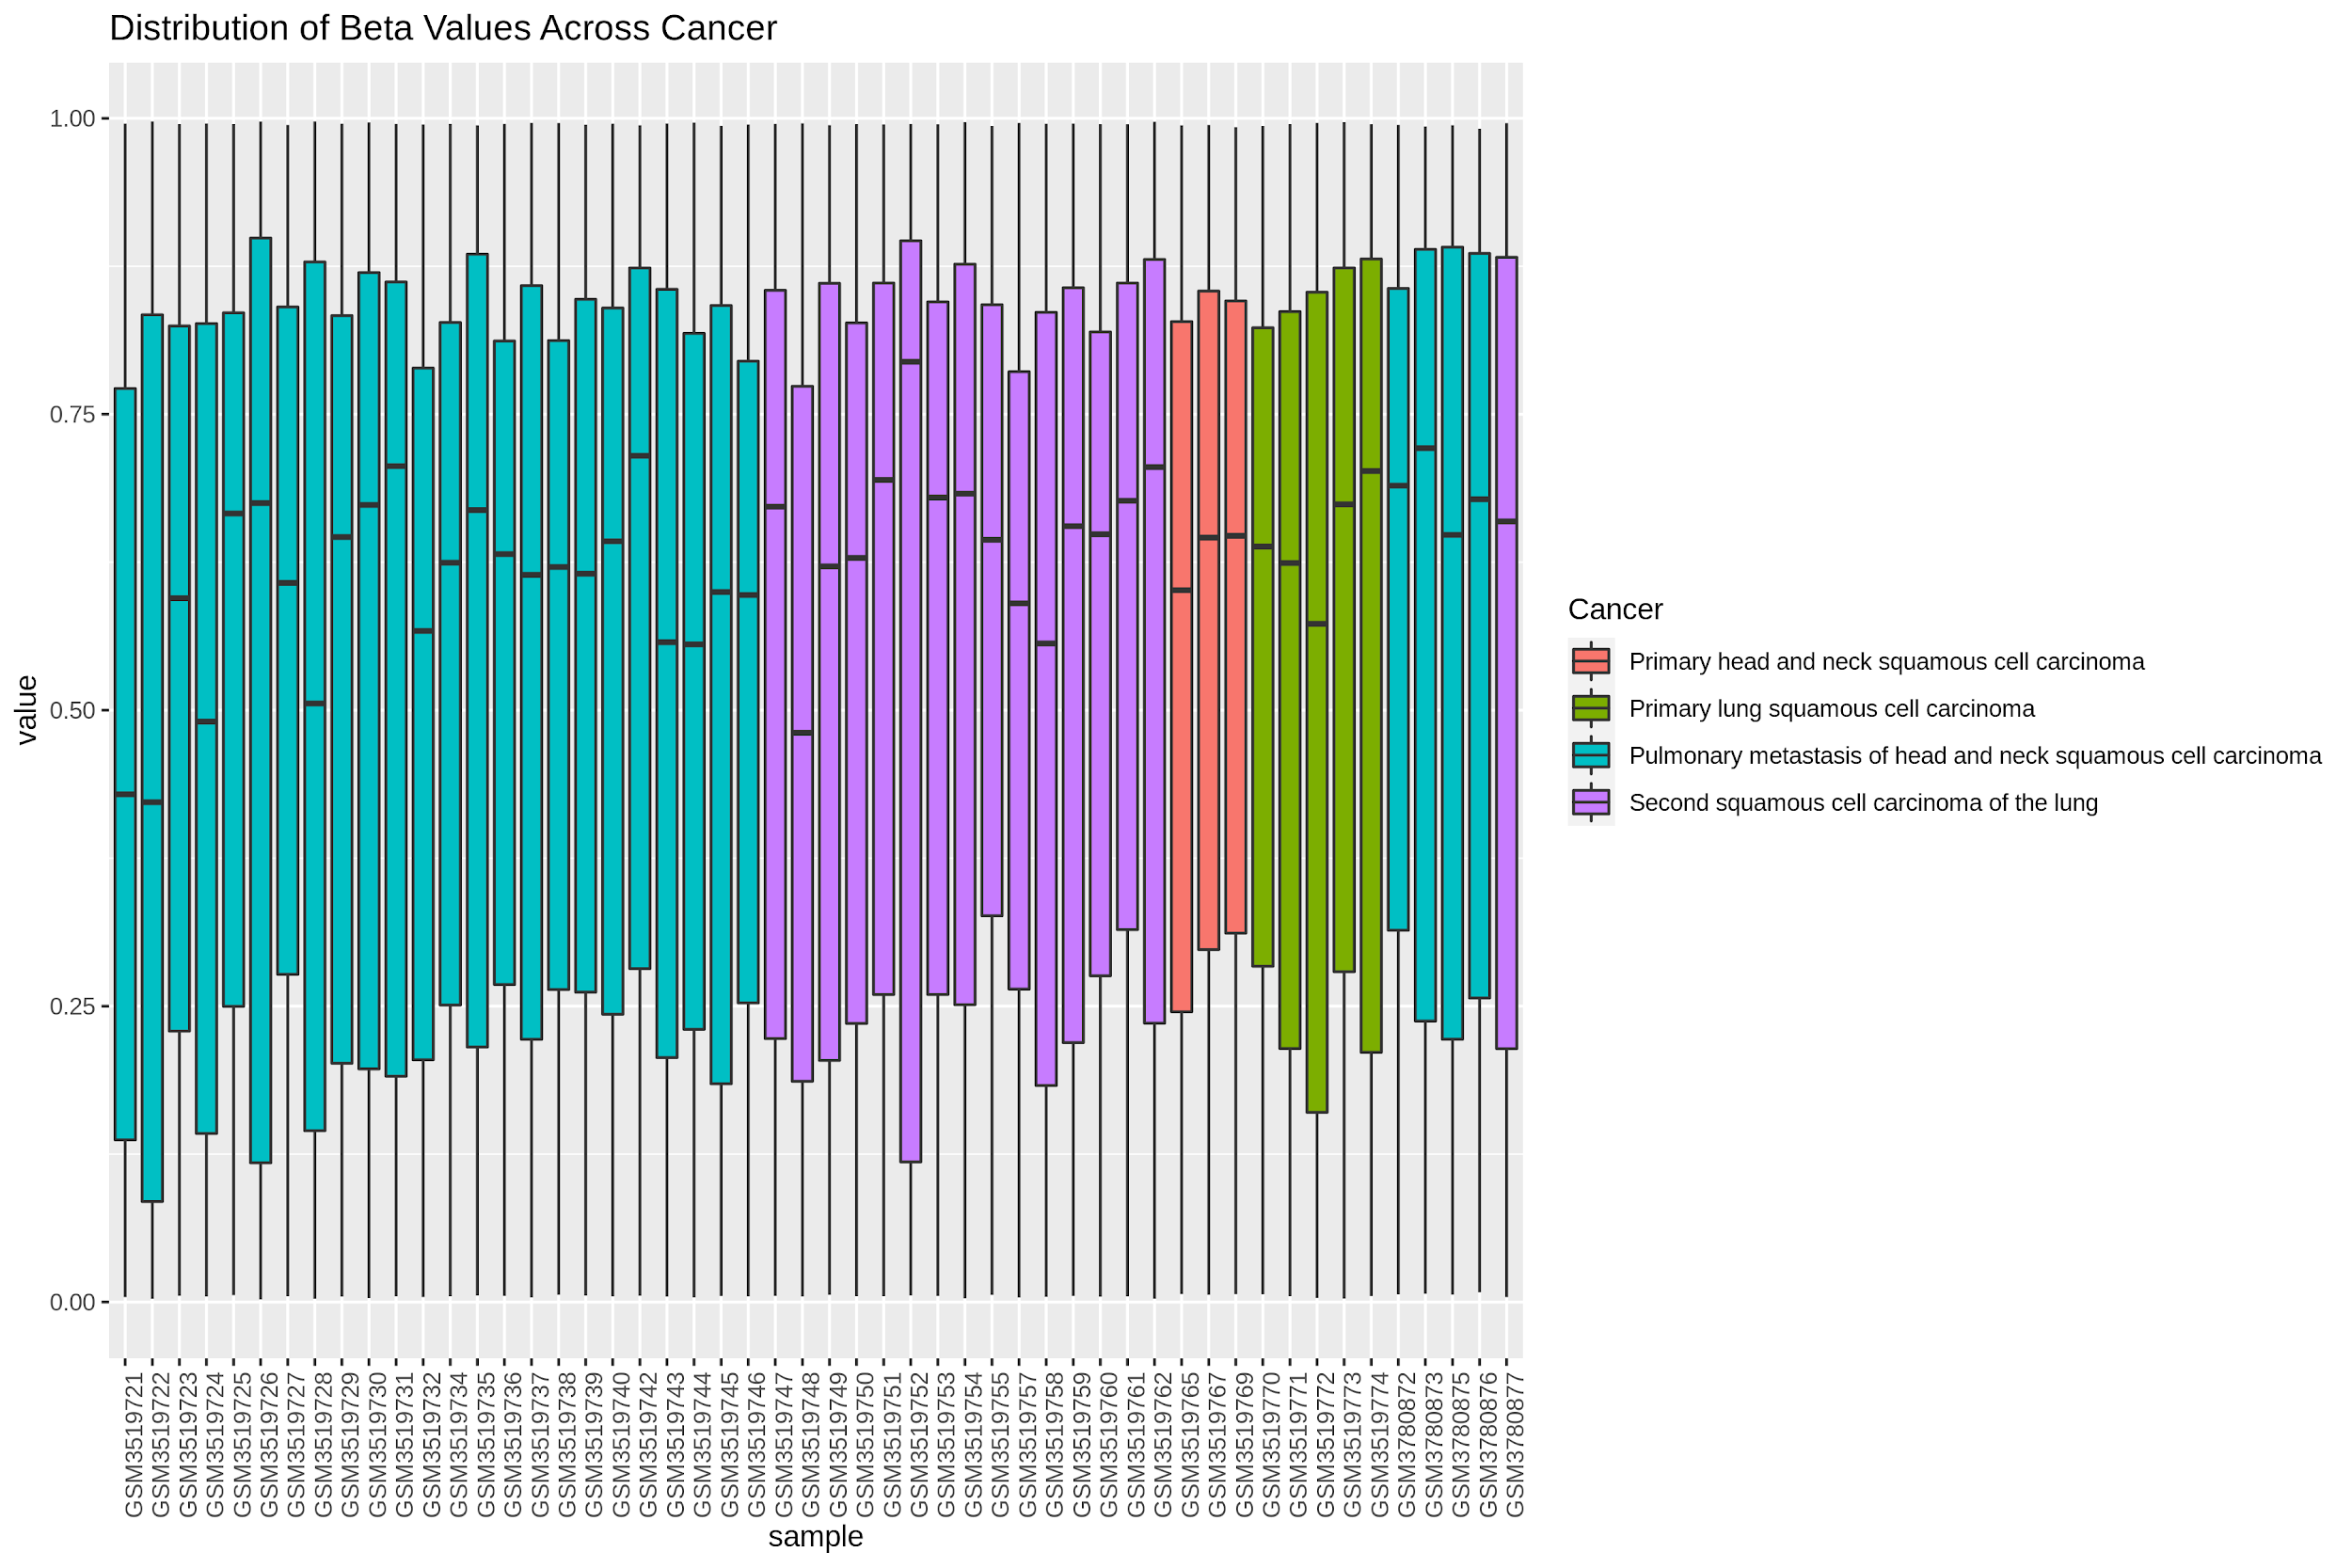 Distribution of Beta Values Across Cancer
value
1.00
0.75
0.50
0.25
0.00
GSM3519721
GSM3519722
GSM3519723
GSM3519724
GSM3519725
GSM3519726
GSM3519727
GSM3519728
GSM3519729
GSM3519730
GSM3519731
GSM3519732
GSM3519734
GSM3519735
GSM3519736
GSM3519737
GSM3519738
GSM3519739
GSM3519740
GSM3519742
GSM3519743
GSM3519744
GSM3519745
GSM3519746
GSM3519747
GSM3519748
GSM3519749
GSM3519750
GSM3519751
GSM3519752
GSM3519753
GSM3519754
GSM3519755
GSM3519757
GSM3519758
GSM3519759
GSM3519760
GSM3519761
GSM3519762
GSM3519765
GSM3519767
GSM3519769
GSM3519770
GSM3519771
GSM3519772
GSM3519773
GSM3519774
GSM3780872
GSM3780873
GSM3780875
GSM3780876
GSM3780877
sample
Cancer
Primary head and neck squamous cell carcinoma
Primary lung squamous cell carcinoma
Pulmonary metastasis of head and neck squamous cell carcinoma
Second squamous cell carcinoma of the lung